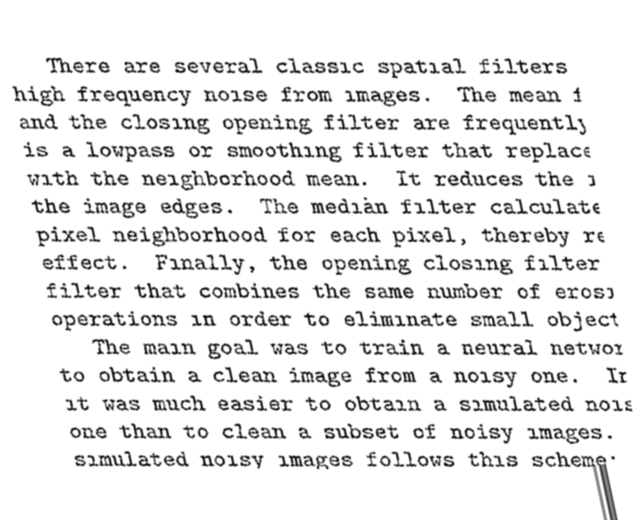 There are several classic spatial filters
high frequency noise from images. The mean
and the closing opening filter are frequently
is a lowpass or smoothing filter that replace
with the neighborhood mean. It reduces the
the image edges. The median filter calculate
pixel neighborhood for each pixel, thereby re
effect. Finally, the opening closing filter
filter that combines the same number of erosi
operations in order to eliminate small object
The main goal was to train a neural networ
to obtain a clean image from a noisy one. In
it was much easier to obtain a simulated nois
one than to clean a subset of noisy images.
simulated noisy images follows this scheme: